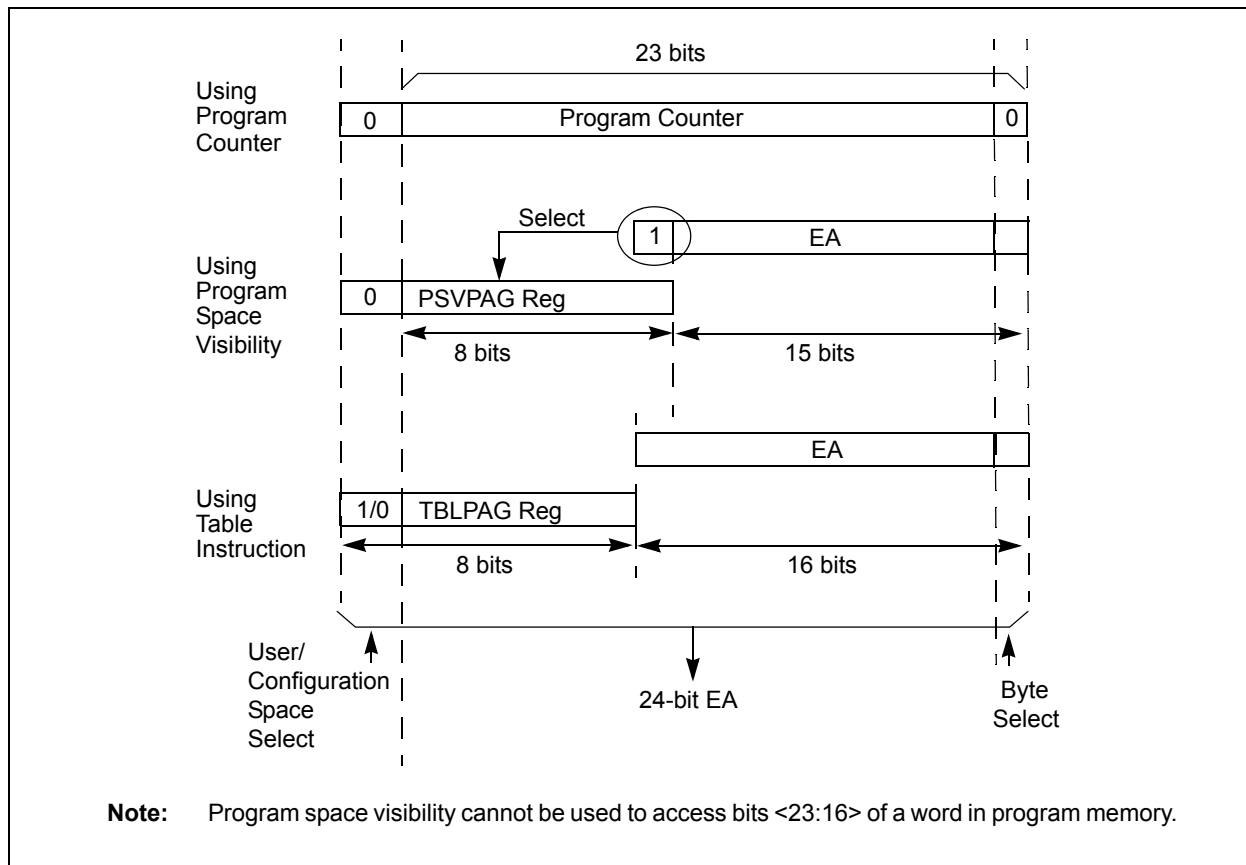 23 bits
Using
Program
Counter
0
Program Counter
0
Select
1
EA
Using
Program
Space
Visibility
0
PSVPAG Reg
8 bits
15 bits
EA
Using
Table
Instruction
1/0
TBLPAG Reg
8 bits
16 bits
User/
Configuration
Space
Select
24-bit EA
Byte
Select
Note: Program space visibility cannot be used to access bits <23:16> of a word in program memory.